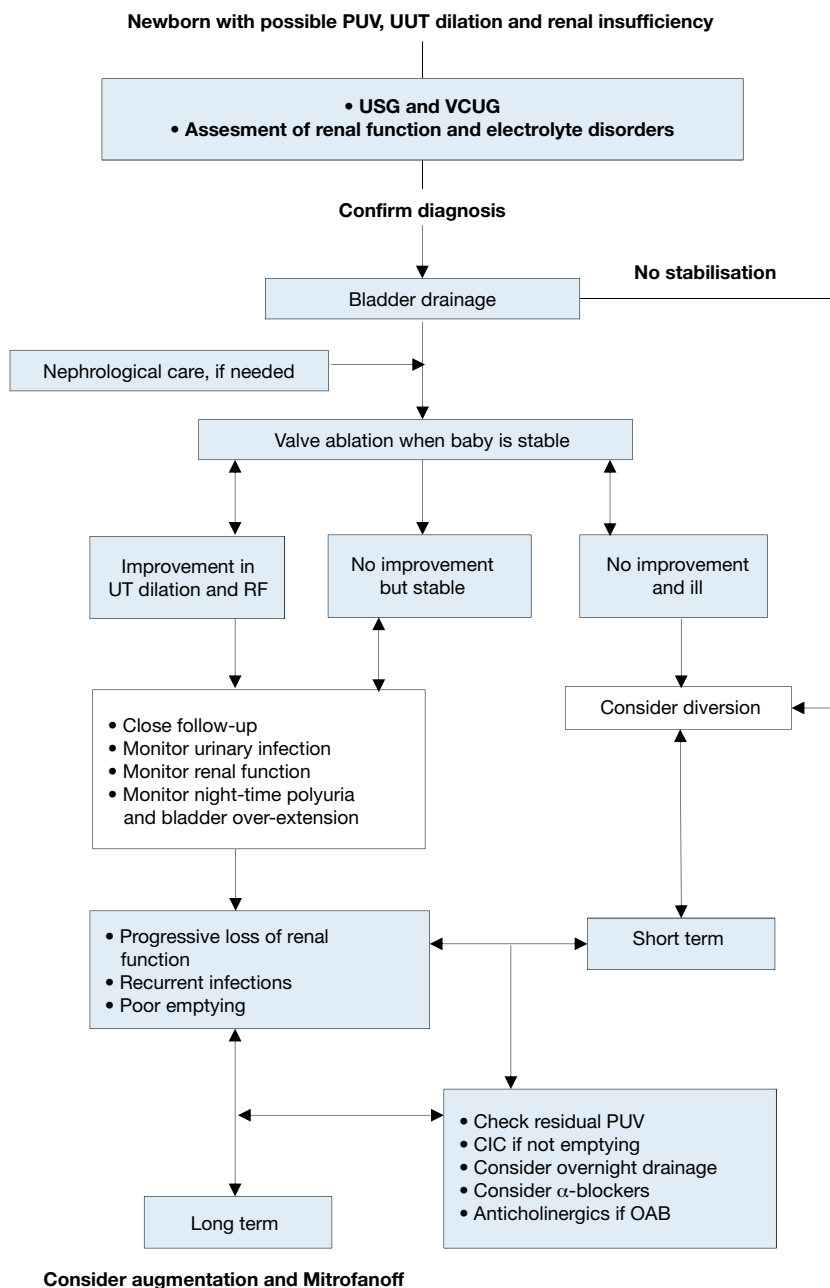 Newborn with possible PUV, UUT dilation and renal insufficiency
• USG and VCUG
• Assesment of renal function and electrolyte disorders
Confirm diagnosis
No stabilisation
Bladder drainage
Nephrological care, if needed
Valve ablation when baby is stable
Improvement in
UT dilation and RF
No improvement
but stable
No improvement
and ill
• Close follow-up
• Monitor urinary infection
• Monitor renal function
• Monitor night-time polyuria
and bladder over-extension
Consider diversion
• Progressive loss of renal
function
• Recurrent infections
• Poor emptying
Short term
• Check residual PUV
• CIC if not emptying
• Consider overnight drainage
• Consider α-blockers
• Anticholinergics if OAB
Long term
Consider augmentation and Mitrofanoff